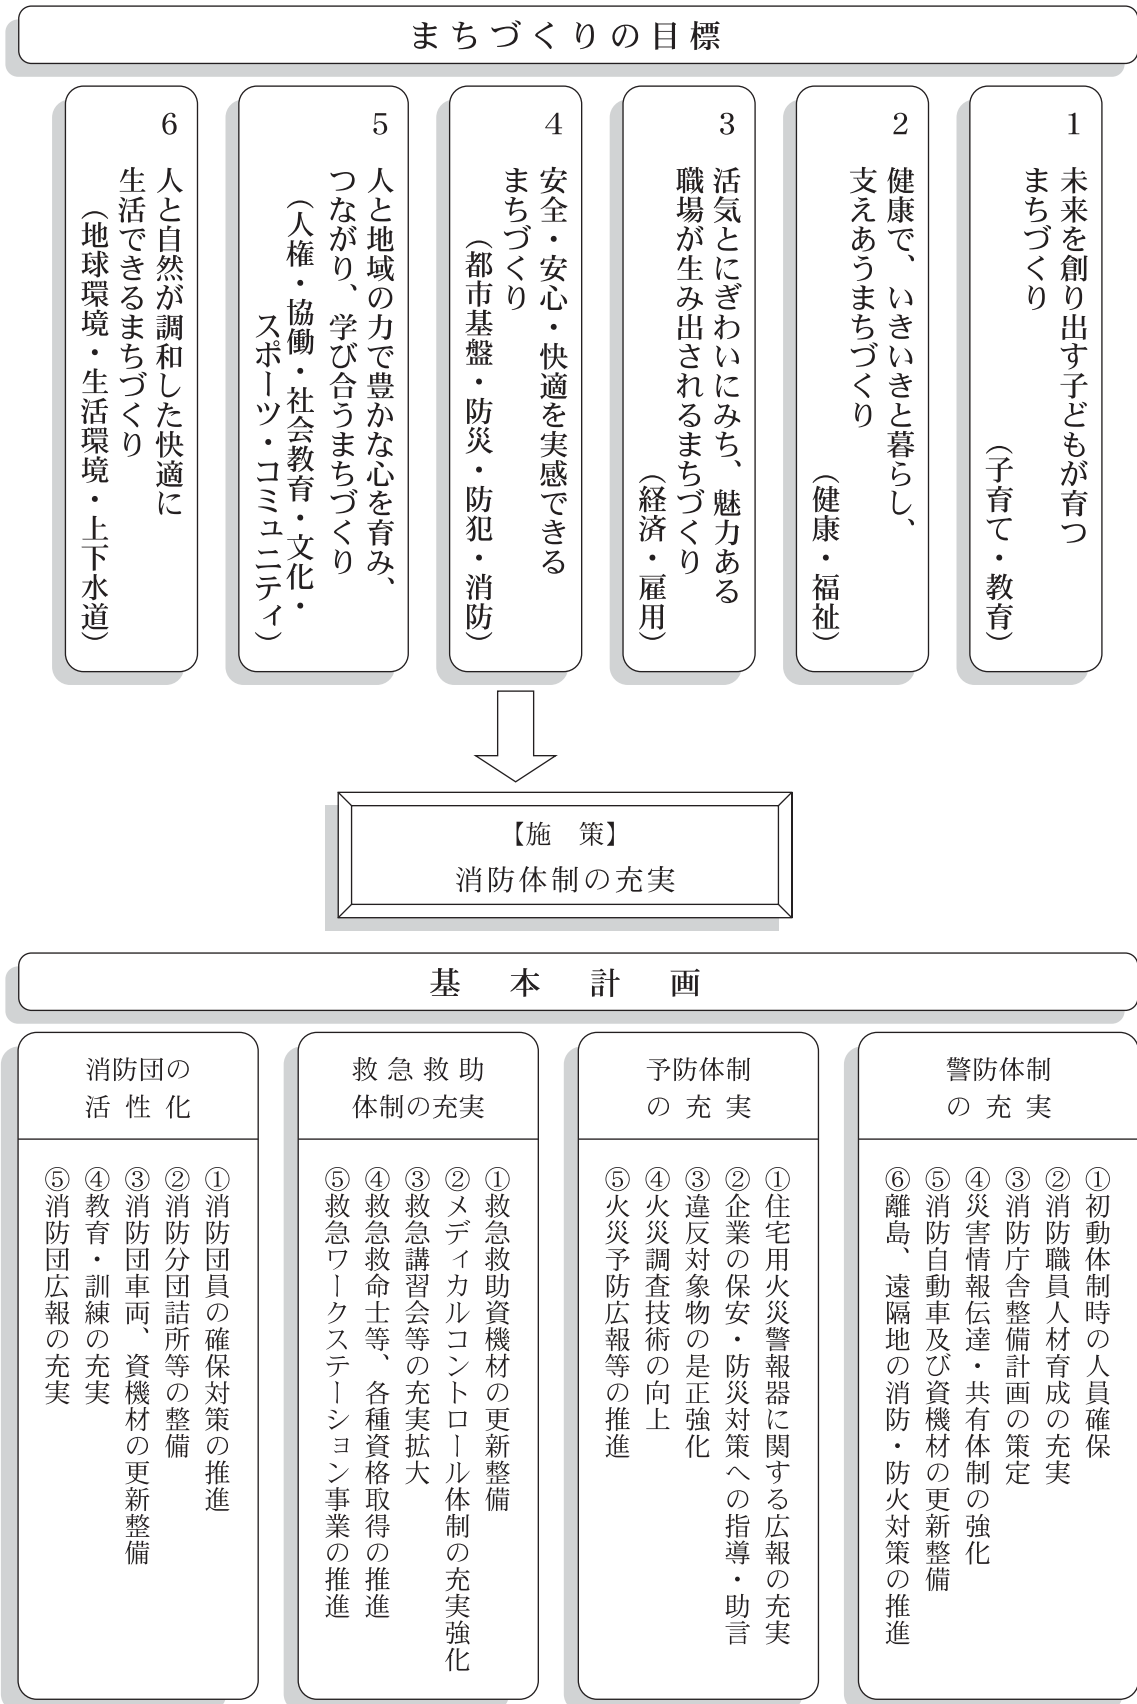 まちづくりの目標
1 未来を創り出す子どもが育つ
まちづくり
（子育て・教育）
2 健康で、いきいきと暮らし、
支えあうまちづくり
（健康・福祉）
3 活気とにぎわいにみち、魅力ある
職場が生み出されるまちづくり
（経済・雇用）
4 安全・安心・快適を実感できる
まちづくり
（都市基盤・防災・防犯・消防）
5 人と地域の力で豊かな心を育み、
つながり、学び合うまちづくり
（人権・協働・社会教育・文化・
スポーツ・コミュニティ）
6 人と自然が調和した快適に
生活できるまちづくり
（地球環境・生活環境・上下水道）
【施　策】
消防体制の充実
基本計画
警防体制
の充実
①初動体制時の人員確保
②消防職員人材育成の充実
③消防庁舎整備計画の策定
④災害情報伝達・共有体制の強化
⑤消防自動車及び資機材の更新整備
⑥離島、遠隔地の消防・防火対策の推進
予防体制
の充実
①住宅用火災警報器に関する広報の充実
②企業の保安・防災対策への指導・助言
③違反対象物の是正強化
④火災調査技術の向上
⑤火災予防広報等の推進
救急救助
体制の充実
①救急救助資機材の更新整備
②メディカルコントロール体制の充実強化
③救急講習会等の充実拡大
④救急救命士等、各種資格取得の推進
⑤救急ワークステーション事業の推進
消防団の
活性化
①消防団員の確保対策の推進
②消防分団詰所等の整備
③消防団車両、資機材の更新整備
④教育・訓練の充実
⑤消防団広報の充実